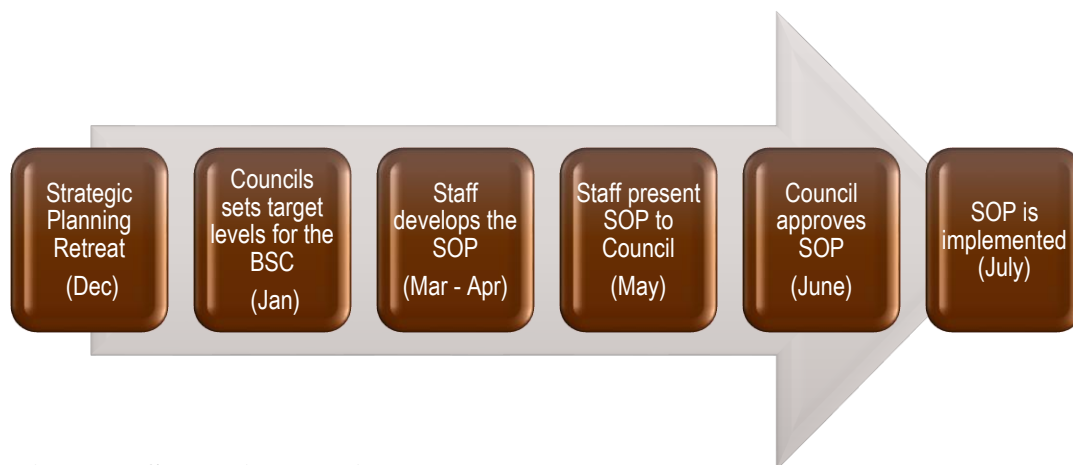 Strategic
Planning
Retreat
(Dec)
Councils
sets target
levels for the
BSC
(Jan)
Staff
develops the
SOP
(Mar - Apr)
Staff present
SOP to
Council
(May)
Council
approves
SOP
(June)
SOP is
implemented
(July)